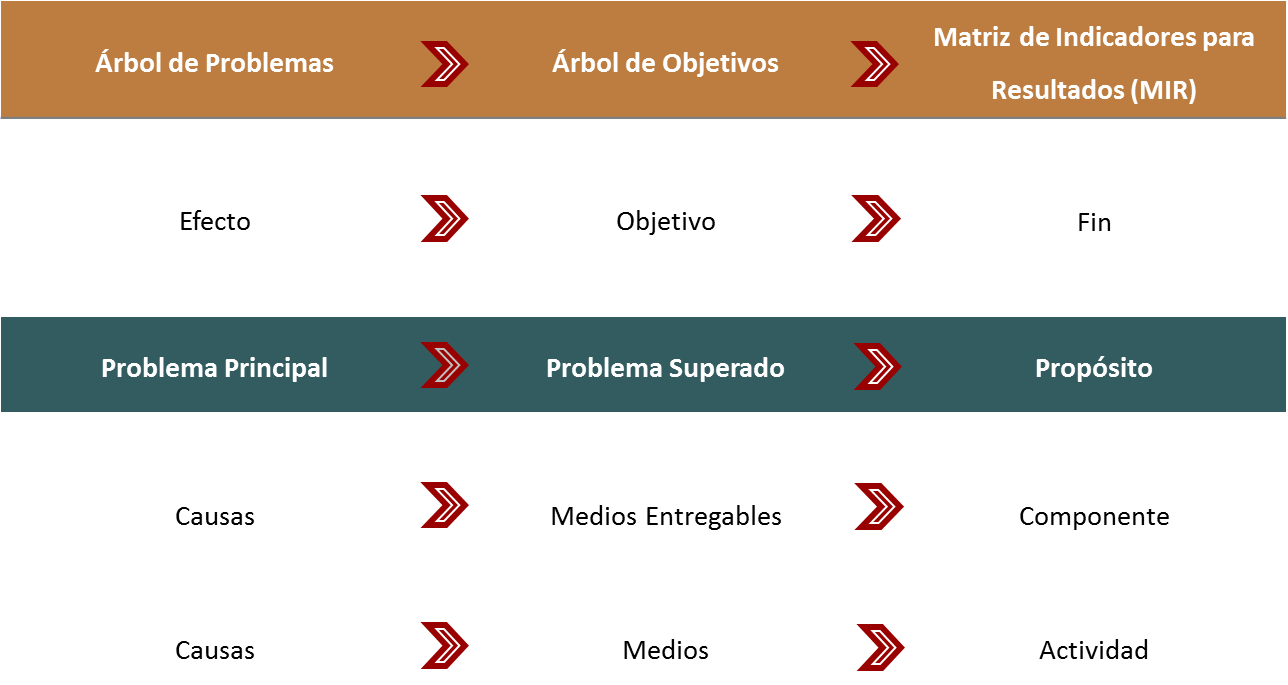 Árbol de Problemas
Árbol de Objetivos
Matriz de Indicadores para
Resultados (MIR)
Efecto
Objetivo
Fin
Problema Principal
Problema Superado
Propósito
Causas
Medios Entregables
Componente
Causas
Medios
Actividad